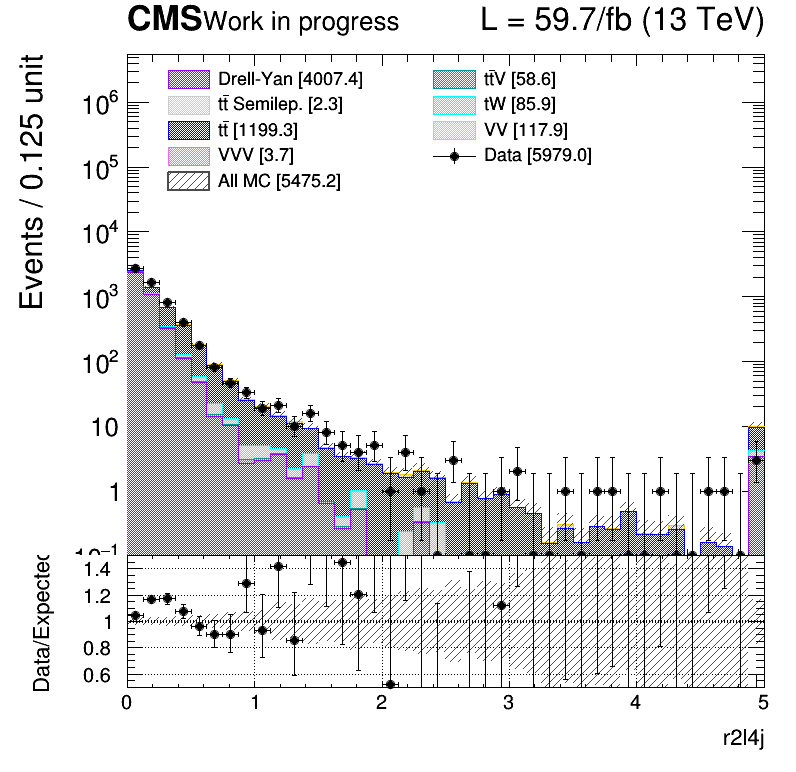 CMS Work in progress L = 59.7/fb (13 TeV)
Events / 0.125 unit
Drell-Yan [4007.4]
tt̄ Semilep. [2.3]
tt̄ [1199.3]
VVV [3.7]
All MC [5475.2]
tt̄V [58.6]
tW [85.9]
VV [117.9]
Data [5979.0]
10⁶
10⁵
10⁴
10³
10²
10
1
10⁻¹
Data/Expected
1.4
1.2
1
0.8
0.6
0 1 2 3 4 5
r2l4j